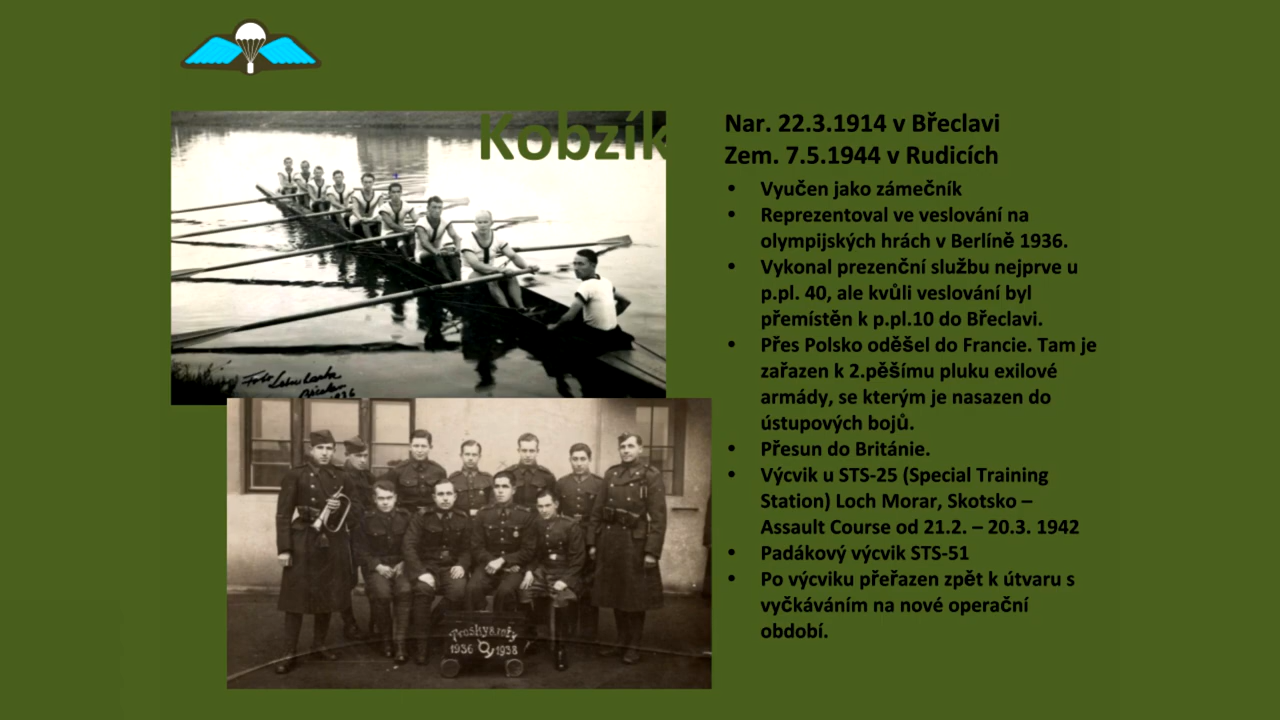 Kobzík
Nar. 22.3.1914 v Břeclavi
Zem. 7.5.1944 v Rudicích
• Vyučen jako zámečník
• Reprezentoval ve veslování na
olympijských hrách v Berlíně 1936.
• Vykonal prezenční službu nejprve u
p.pl. 40, ale kvůli veslování byl
přemístěn k p.pl.10 do Břeclavi.
• Přes Polsko oděšel do Francie. Tam je
zařazen k 2.pěšímu pluku exilové
armády, se kterým je nasazen do
ústupových bojů.
• Přesun do Británie.
• Výcvik u STS-25 (Special Training
Station) Loch Morar, Skotsko –
Assault Course od 21.2. – 20.3. 1942
• Padákový výcvik STS-51
• Po výcviku přeřazen zpět k útvaru s
vyčkáváním na nové operační
období.
Foto
1936 1938